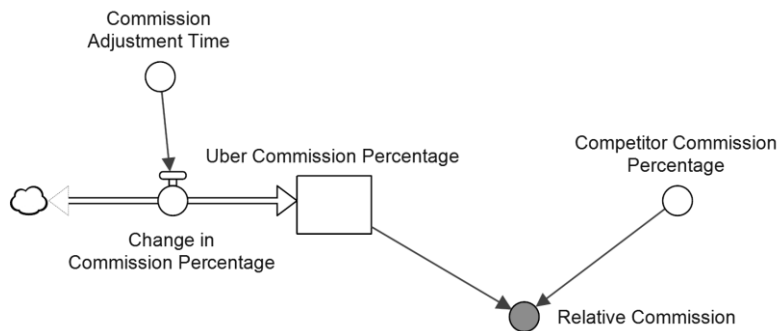 Commission
Adjustment Time
Uber Commission Percentage
Competitor Commission
Percentage
Change in
Commission Percentage
Relative Commission